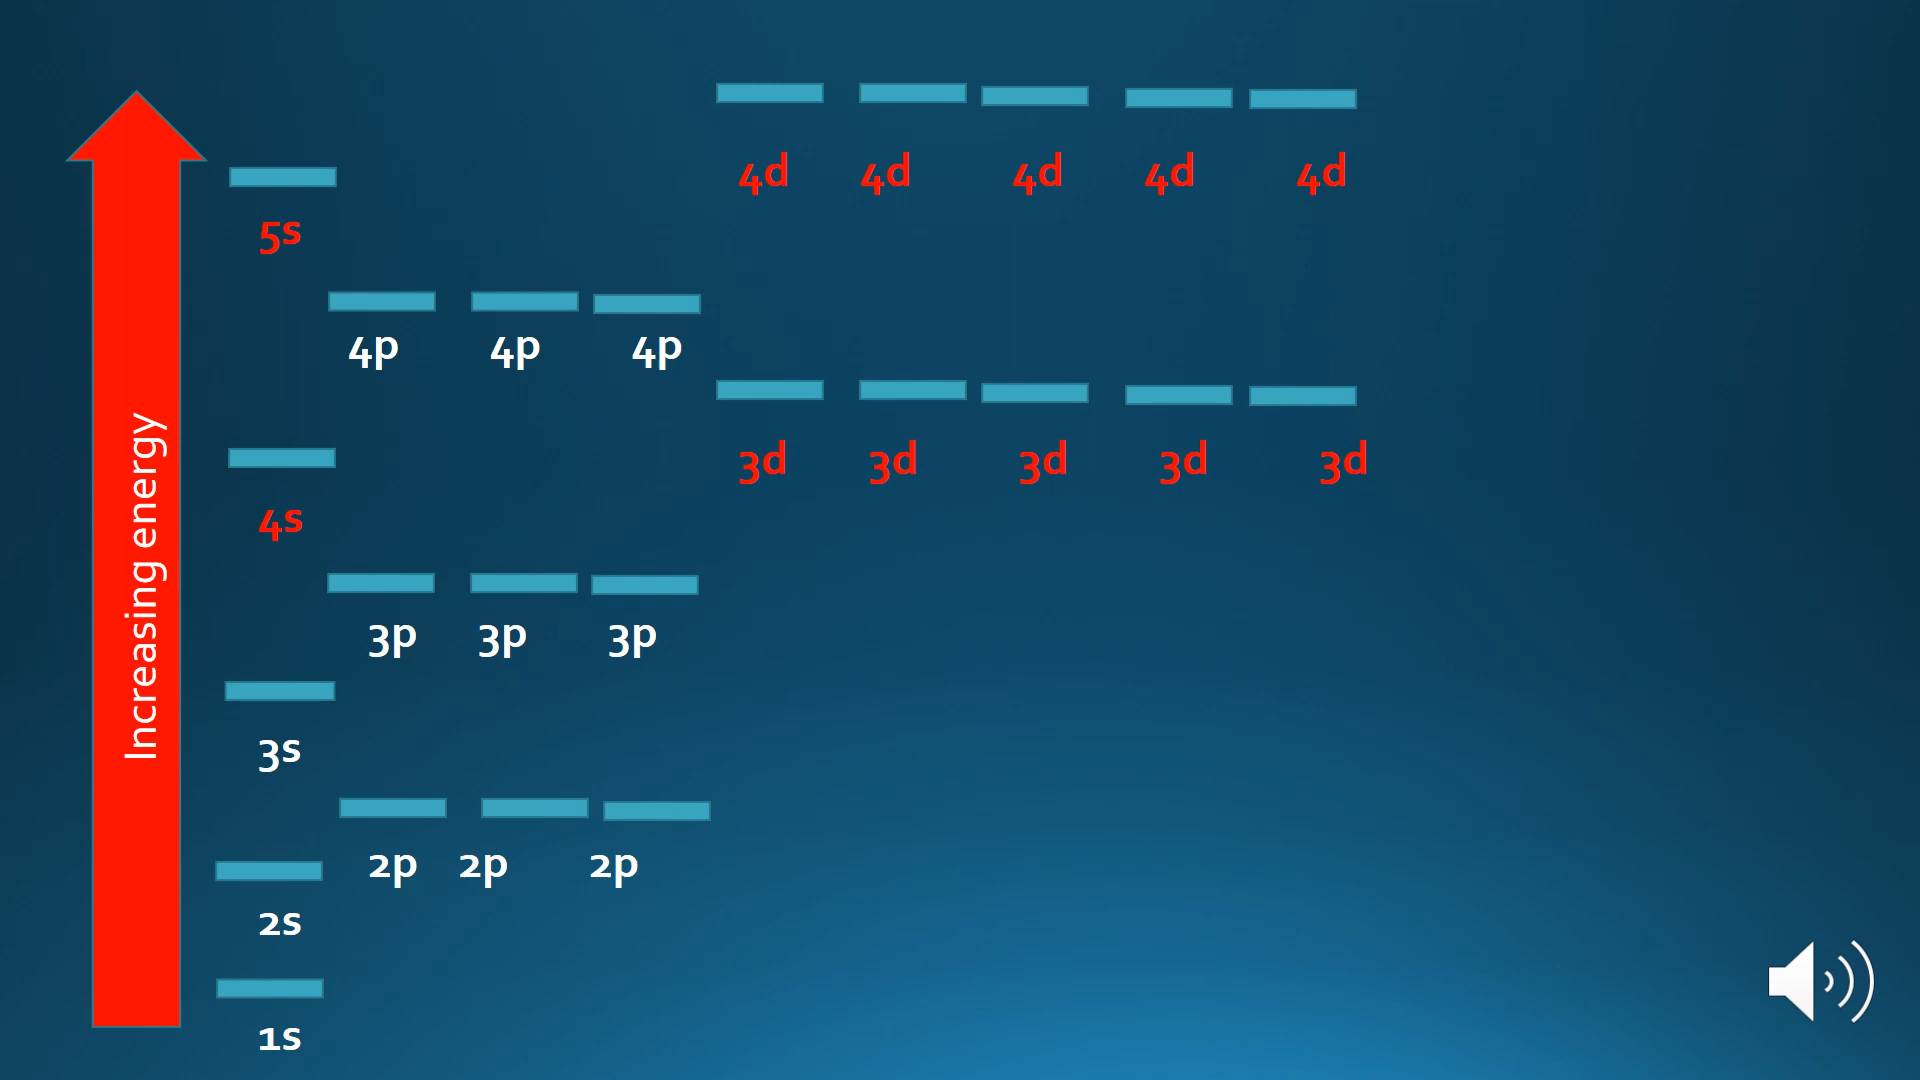 4d 4d 4d 4d 4d
5s
4p 4p 4p
3d 3d 3d 3d 3d
4s
3p 3p 3p
3s
2p 2p 2p
2s
1s
Increasing energy